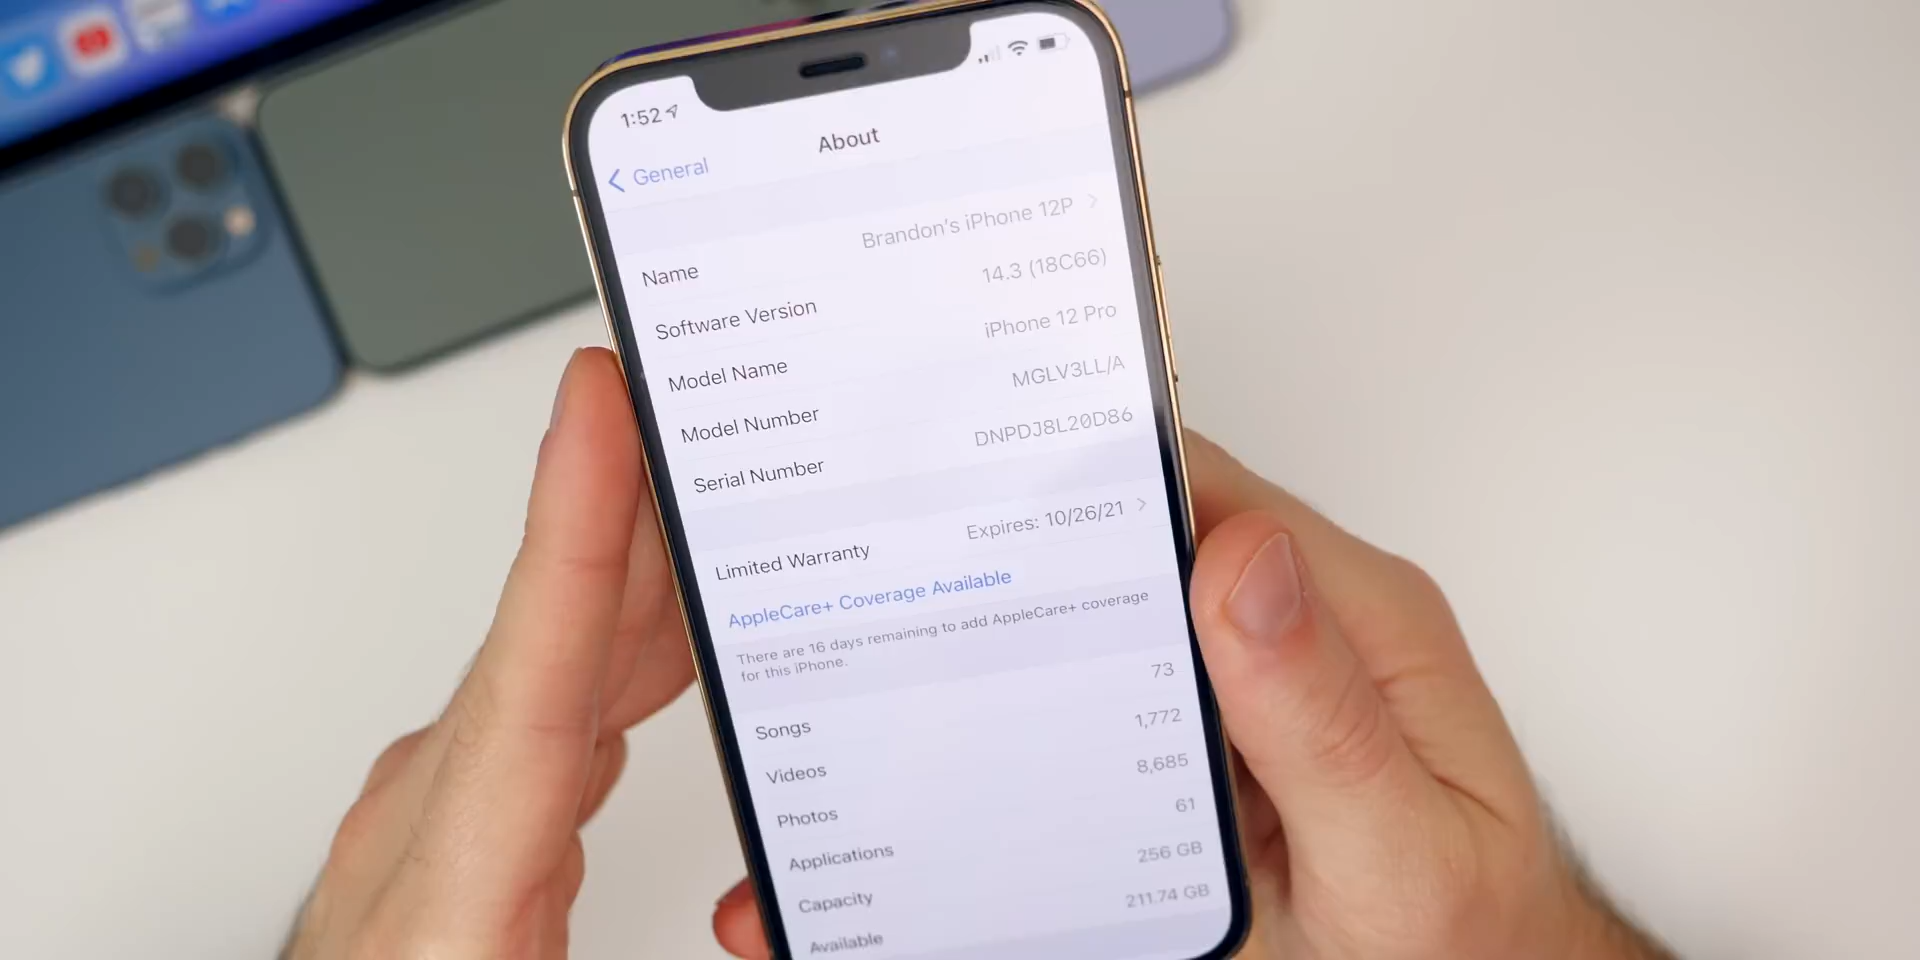 1:52
General
About
Name
Brandon's iPhone 12P
Software Version
14.3 (18C66)
Model Name
iPhone 12 Pro
Model Number
MGLV3LL/A
Serial Number
DNPDJ8L20D86
Limited Warranty
Expires: 10/26/21
AppleCare+ Coverage Available
There are 16 days remaining to add AppleCare+ coverage
for this iPhone.
Songs
73
Videos
1,772
Photos
8,685
Applications
61
Capacity
256 GB
Available
211.74 GB